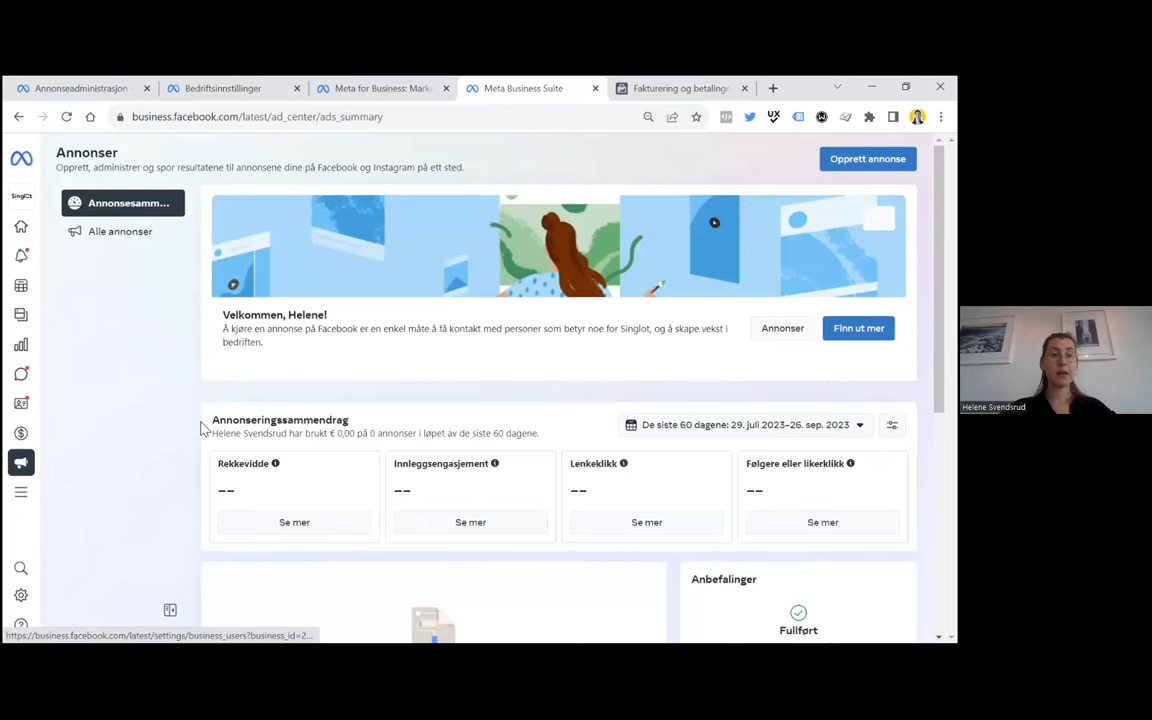 Annonseadministrasjon
Bedriftsinnstillinger
Meta for Business: Marke
Meta Business Suite
Fakturering og betalinge
business.facebook.com/latest/ad_center/ads_summary
Annonser
Opprett, administrer og spor resultatene til annonsene dine på Facebook og Instagram på ett sted.
Opprett annonse
SinglOt
Annonsesamm...
Alle annonser
Velkommen, Helene!
Å kjøre en annonse på Facebook er en enkel måte å få kontakt med personer som betyr noe for Singlot, og å skape vekst i
bedriften.
Annonser
Finn ut mer
Annonseringssammendrag
Helene Svendsrud har brukt € 0,00 på 0 annonser i løpet av de siste 60 dagene.
De siste 60 dagene: 29. juli 2023–26. sep. 2023
Rekkevidde
Innleggsengasjement
Lenkeklikk
Følgere eller likerklikk
--
--
--
--
Se mer
Se mer
Se mer
Se mer
Anbefalinger
Fullført
https://business.facebook.com/latest/settings/business_users?business_id=2...
Helene Svendsrud